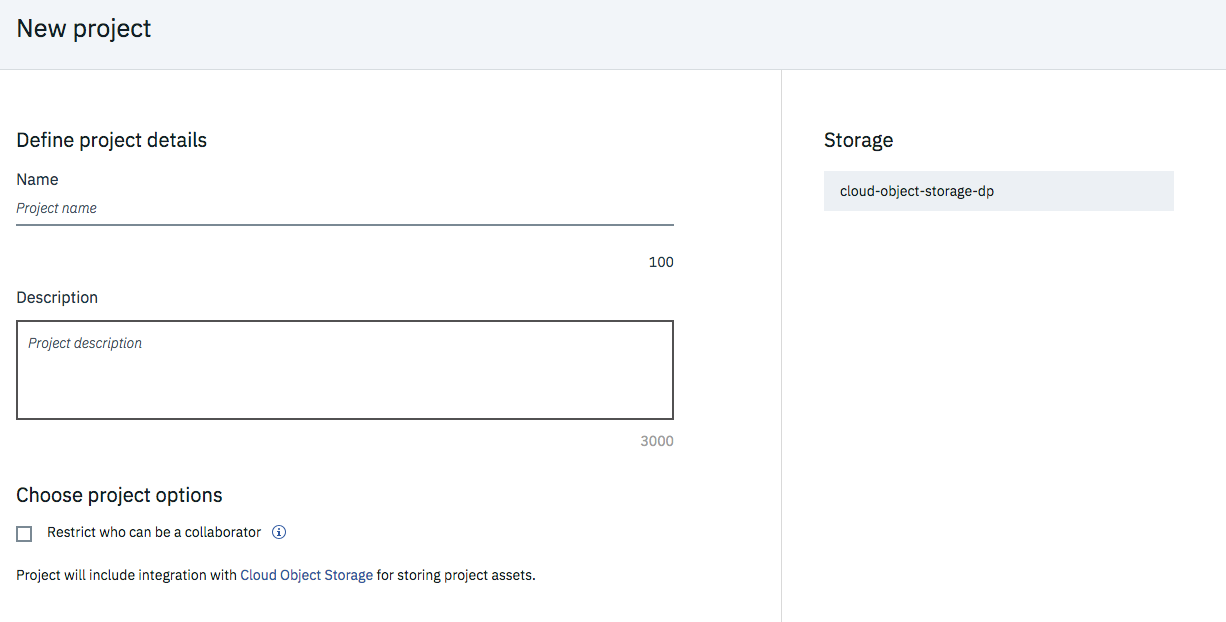 New project
Define project details
Name
Project name
100
Description
Project description
3000
Choose project options
Restrict who can be a collaborator
Project will include integration with Cloud Object Storage for storing project assets.
Storage
cloud-object-storage-dp